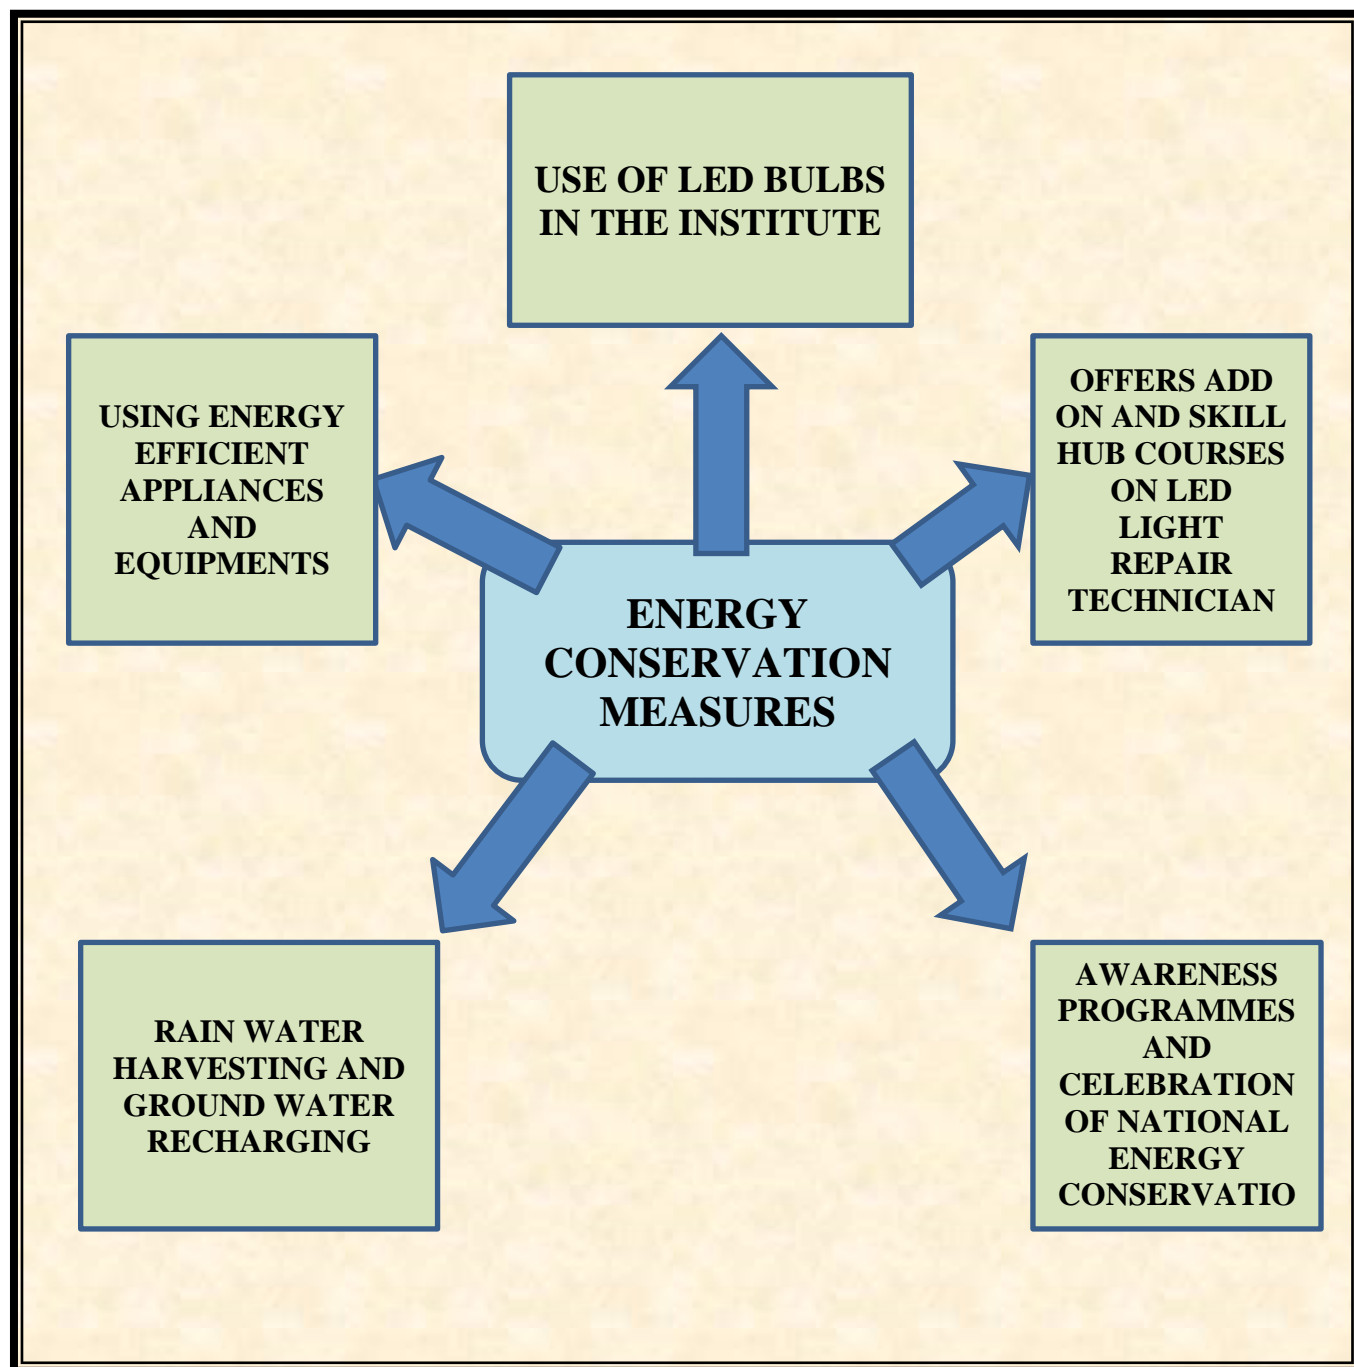 USE OF LED BULBS
IN THE INSTITUTE
USING ENERGY
EFFICIENT
APPLIANCES
AND
EQUIPMENTS
OFFERS ADD
ON AND SKILL
HUB COURSES
ON LED
LIGHT
REPAIR
TECHNICIAN
ENERGY
CONSERVATION
MEASURES
RAIN WATER
HARVESTING AND
GROUND WATER
RECHARGING
AWARENESS
PROGRAMMES
AND
CELEBRATION
OF NATIONAL
ENERGY
CONSERVATIO